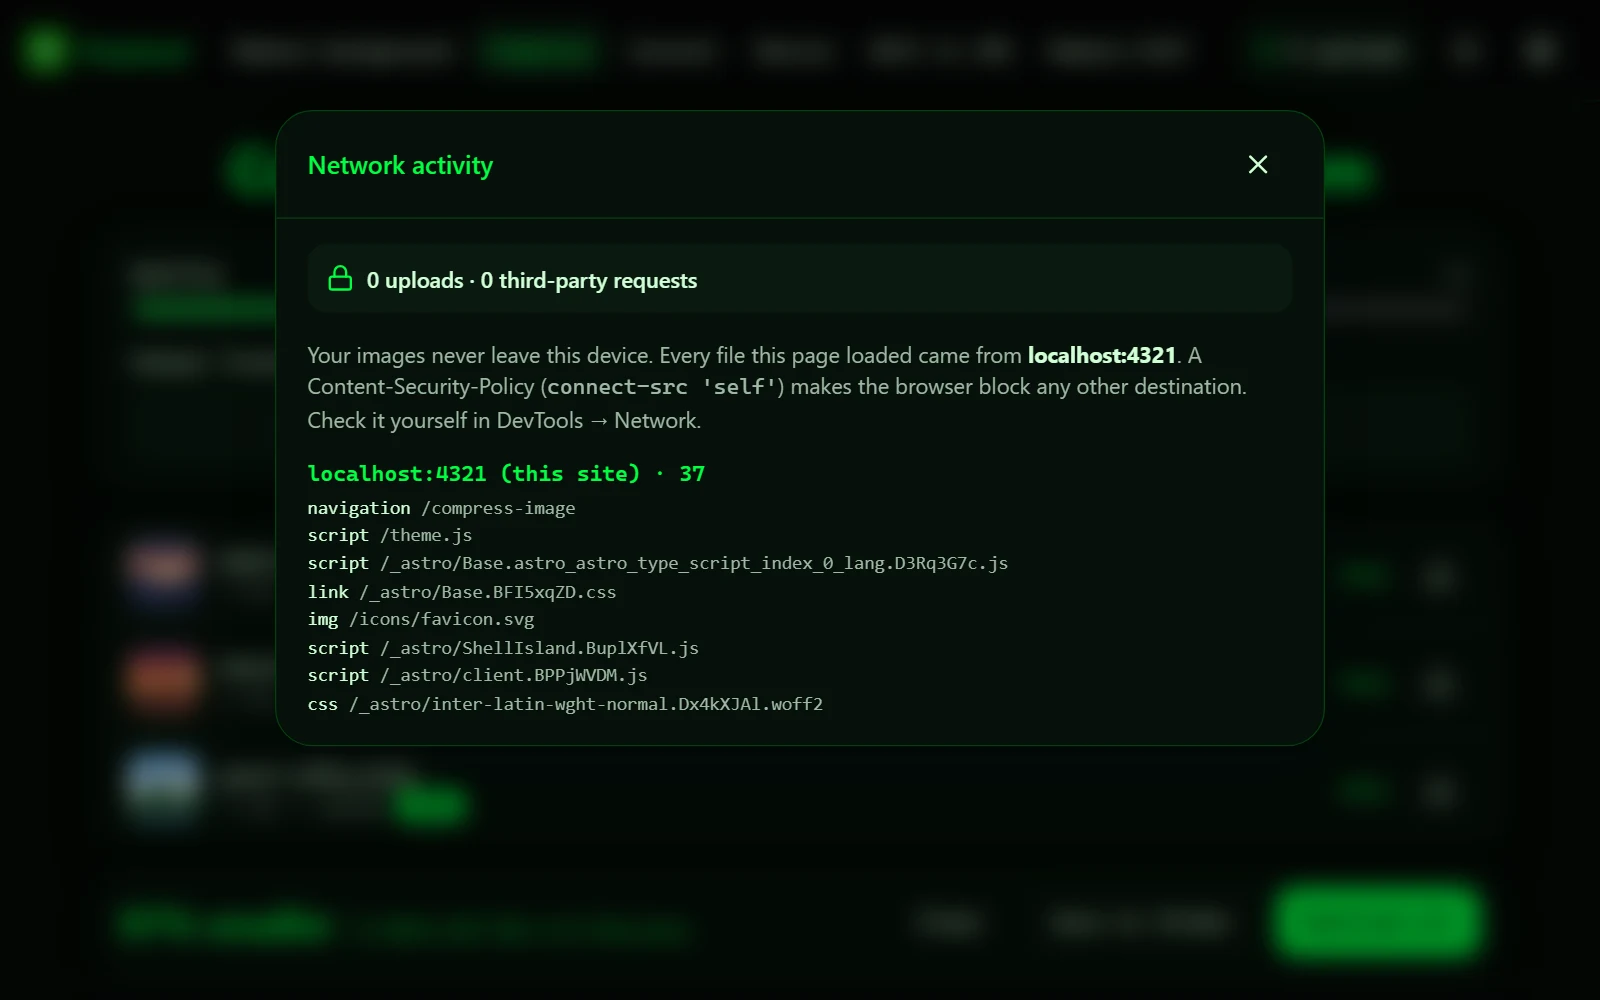 Network activity
0 uploads · 0 third-party requests
Your images never leave this device. Every file this page loaded came from localhost:4321. A
Content-Security-Policy (connect-src 'self') makes the browser block any other destination.
Check it yourself in DevTools → Network.
localhost:4321 (this site) · 37
navigation /compress-image
script /theme.js
script /_astro/Base.astro_astro_type_script_index_0_lang.D3Rq3G7c.js
link /_astro/Base.BFI5xqZD.css
img /icons/favicon.svg
script /_astro/ShellIsland.BuplXfVL.js
script /_astro/client.BPPjWVDM.js
css /_astro/inter-latin-wght-normal.Dx4kXJAl.woff2